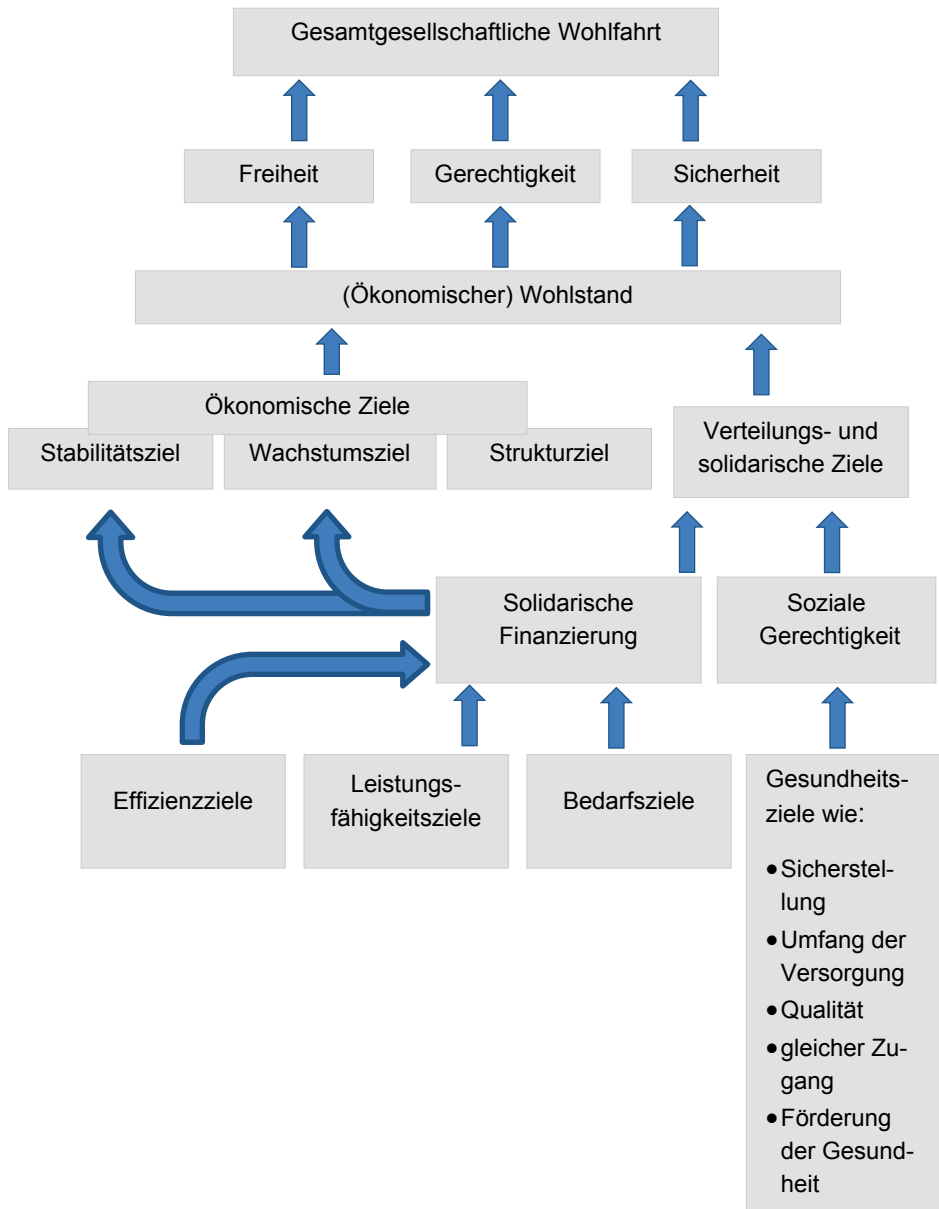 Gesamtgesellschaftliche Wohlfahrt
Freiheit
Gerechtigkeit
Sicherheit
(Ökonomischer) Wohlstand
Ökonomische Ziele
Stabilitätsziel
Wachstumsziel
Strukturziel
Verteilungs- und
solidarische Ziele
Solidarische
Finanzierung
Soziale
Gerechtigkeit
Effizienzziele
Leistungs-
fähigkeitsziele
Bedarfsziele
Gesundheits-
ziele wie:
• Sicherstel-
lung
• Umfang der
Versorgung
• Qualität
• gleicher Zu-
gang
• Förderung
der Gesund-
heit